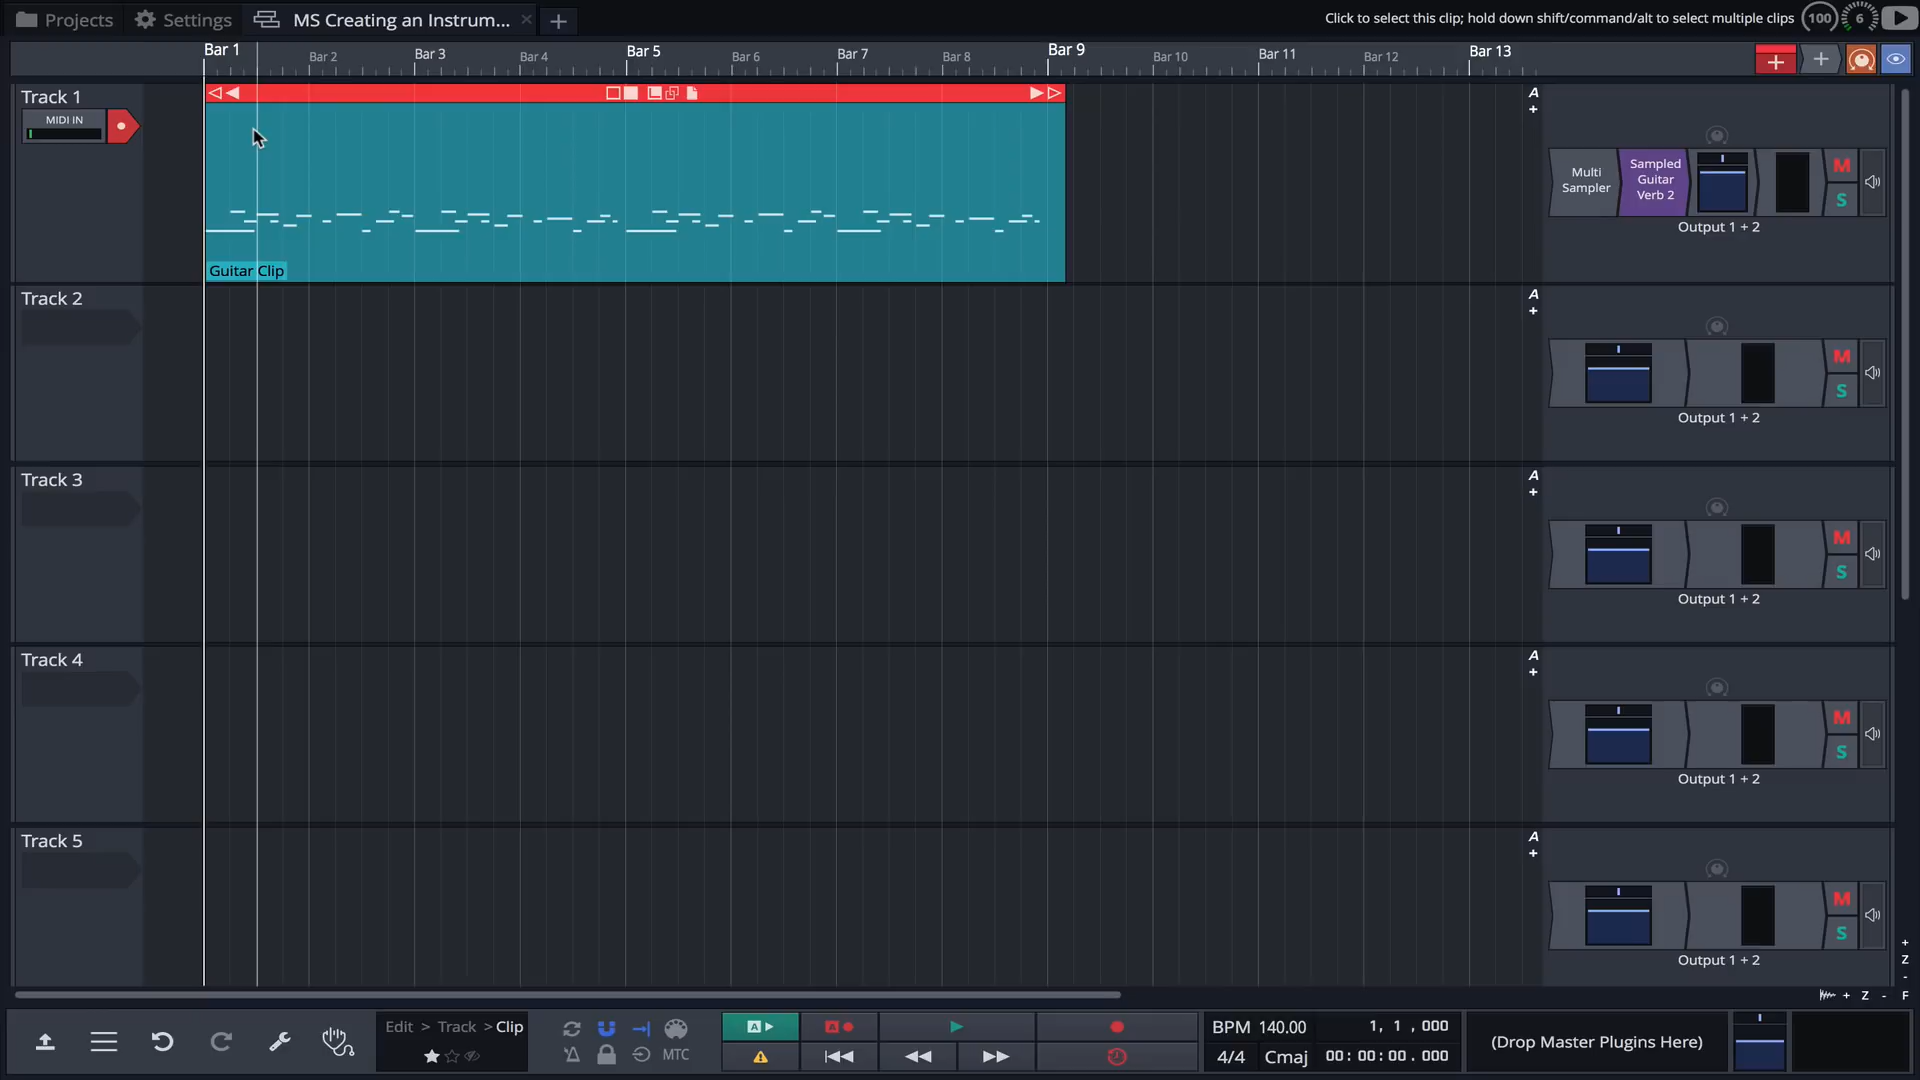 Projects
Settings
MS Creating an Instrum...
Click to select this clip; hold down shift/command/alt to select multiple clips
100
6
Bar 1
Bar 2
Bar 3
Bar 4
Bar 5
Bar 6
Bar 7
Bar 8
Bar 9
Bar 10
Bar 11
Bar 12
Bar 13
Track 1
MIDI IN
Guitar Clip
A
+
Multi
Sampler
Sampled
Guitar
Verb 2
M
S
Output 1 + 2
Track 2
A
+
M
S
Output 1 + 2
Track 3
A
+
M
S
Output 1 + 2
Track 4
A
+
M
S
Output 1 + 2
Track 5
A
+
M
S
Output 1 + 2
+
Z
-
+ Z - F
Edit > Track > Clip
MTC
A
A
BPM 140.00
1, 1 , 000
4/4
Cmaj
00: 00: 00. 000
(Drop Master Plugins Here)